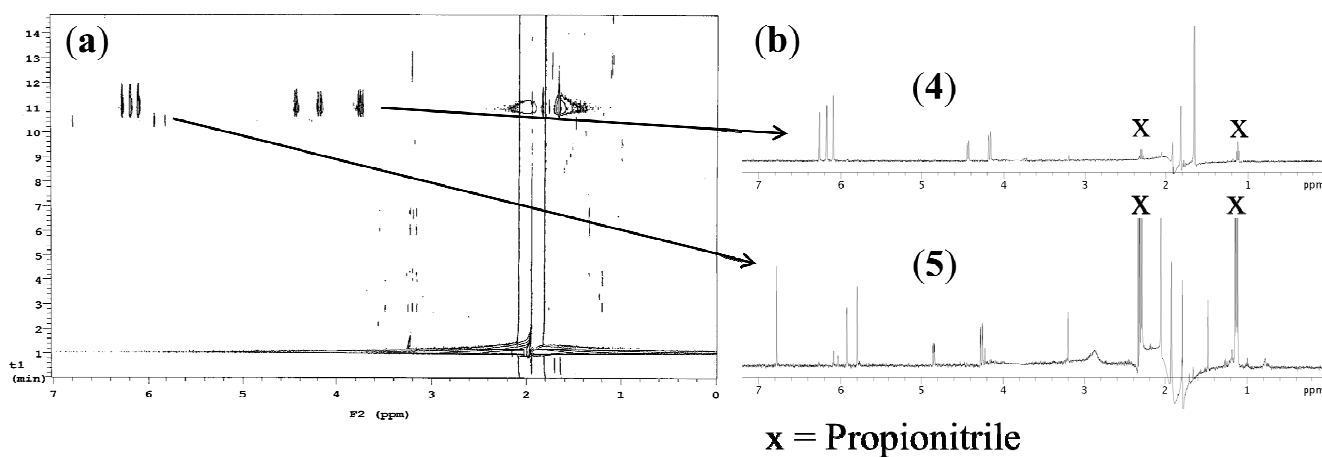 (a)
14
13
12
11
10
9
8
7
6
5
4
3
2
1
t1
(min)
7 6 5 4 3 2 1 0
F2 (ppm)
(b)
(4)
x x
7 6 5 4 3 2 1 ppm
x x
(5)
7 6 5 4 3 2 1 ppm
x = Propionitrile